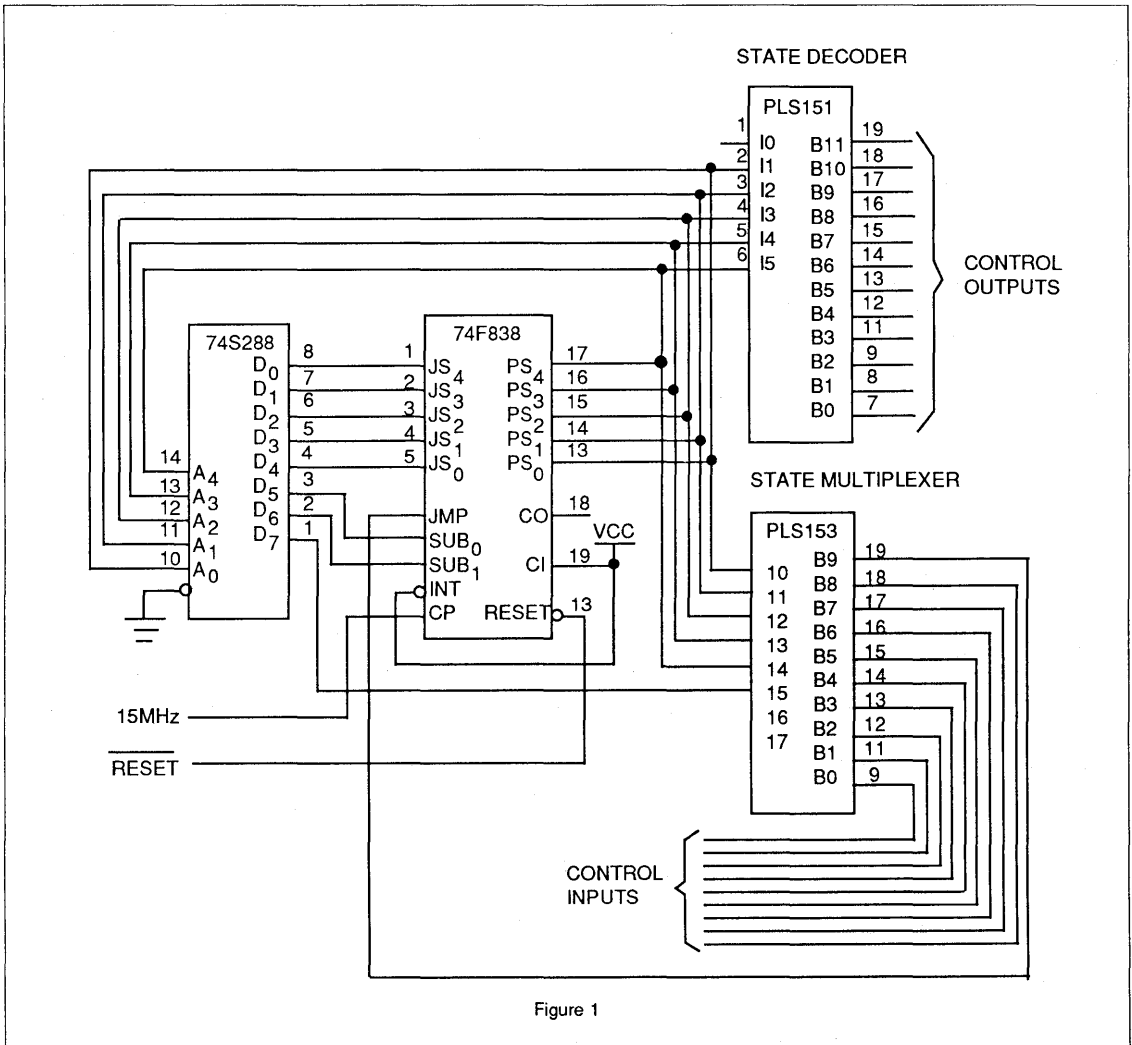 STATE DECODER
PLS151
1 I0 B11 19
2 I1 B10 18
3 I2 B9 17
4 I3 B8 16
5 I4 B7 15
6 I5 B6 14
B5 13
B4 12
B3 11
B2 9
B1 8
B0 7
CONTROL
OUTPUTS
74S288
D0 8
D1 7
D2 6
D3 5
D4 4
D5 3
D6 2
D7 1
14 A4
13 A3
12 A2
11 A1
10 A0
74F838
1 JS4 PS4 17
2 JS3 PS3 16
3 JS2 PS2 15
4 JS1 PS1 14
5 JS0 PS0 13
JMP CO 18
SUB0 VCC
SUB1 CI 19
INT
CP RESET 13
15MHz
RESET
STATE MULTIPLEXER
PLS153
B9 19
10 B8 18
11 B7 17
12 B6 16
13 B5 15
14 B4 14
15 B3 13
16 B2 12
17 B1 11
B0 9
CONTROL
INPUTS
Figure 1